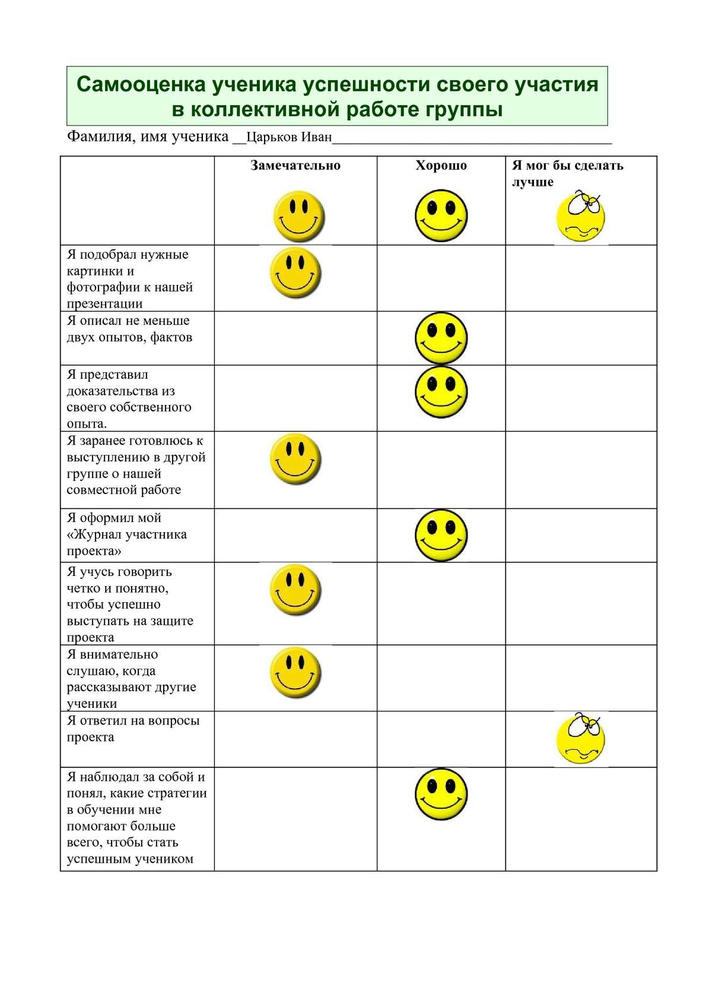 Самооценка ученика успешности своего участия
в коллективной работе группы
Фамилия, имя ученика __Царьков Иван____________________________________
Замечательно
Хорошо
Я мог бы сделать
лучше
Я подобрал нужные
картинки и
фотографии к нашей
презентации
Я описал не меньше
двух опытов, фактов
Я представил
доказательства из
своего собственного
опыта.
Я заранее готовлюсь к
выступлению в другой
группе о нашей
совместной работе
Я оформил мой
«Журнал участника
проекта»
Я учусь говорить
четко и понятно,
чтобы успешно
выступать на защите
проекта
Я внимательно
слушаю, когда
рассказывают другие
ученики
Я ответил на вопросы
проекта
Я наблюдал за собой и
понял, какие стратегии
в обучении мне
помогают больше
всего, чтобы стать
успешным учеником